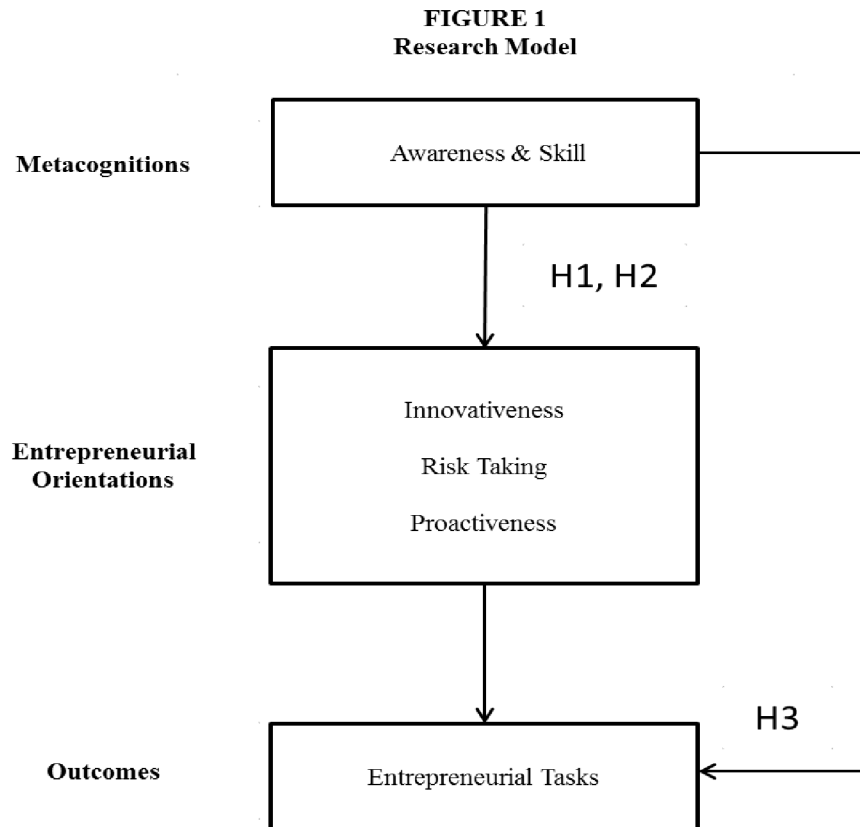 FIGURE 1
Research Model
Metacognitions
Awareness & Skill
H1, H2
Entrepreneurial
Orientations
Innovativeness
Risk Taking
Proactiveness
H3
Outcomes
Entrepreneurial Tasks